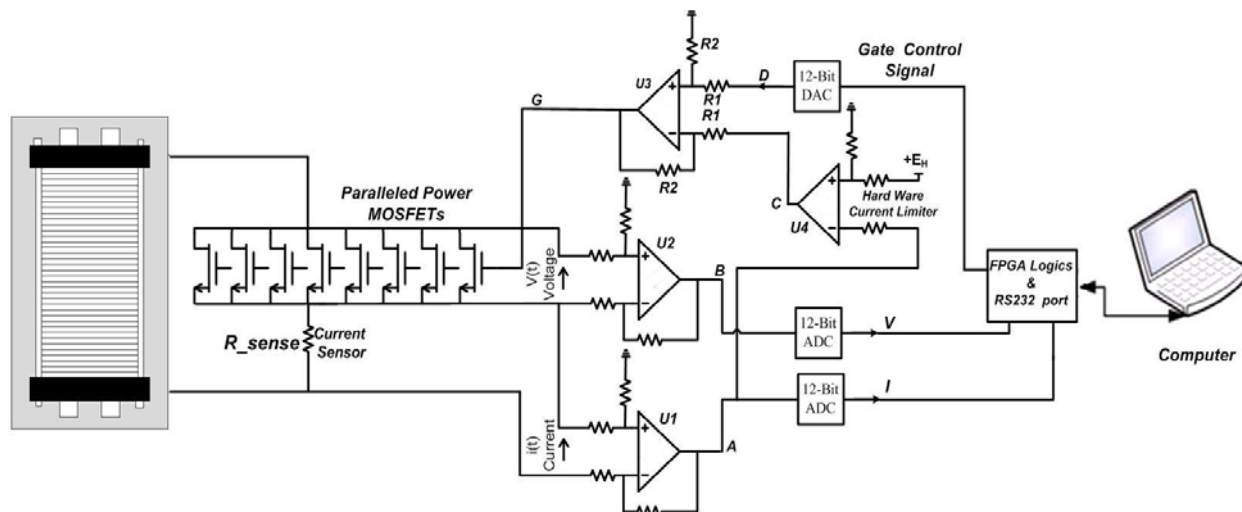 R2
Gate Control
Signal
U3
D
12-Bit
DAC
R1
R1
G
R2
+E_H
Paralleled Power
MOSFETs
C
Hard Ware
Current Limiter
U4
U2
V(t)
Voltage
B
FPGA Logics
&
RS232 port
R_sense
Current
Sensor
12-Bit
ADC
V
Computer
12-Bit
ADC
I
i(t)
Current
U1
A